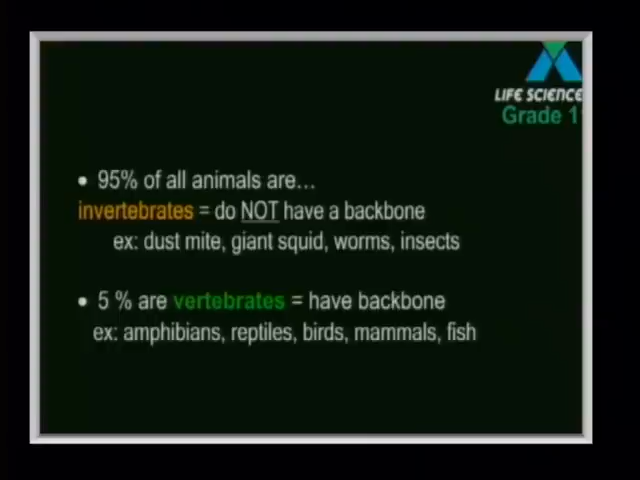 LIFE SCIENCE
Grade 1
• 95% of all animals are...
invertebrates = do NOT have a backbone
ex: dust mite, giant squid, worms, insects
• 5 % are vertebrates = have backbone
ex: amphibians, reptiles, birds, mammals, fish